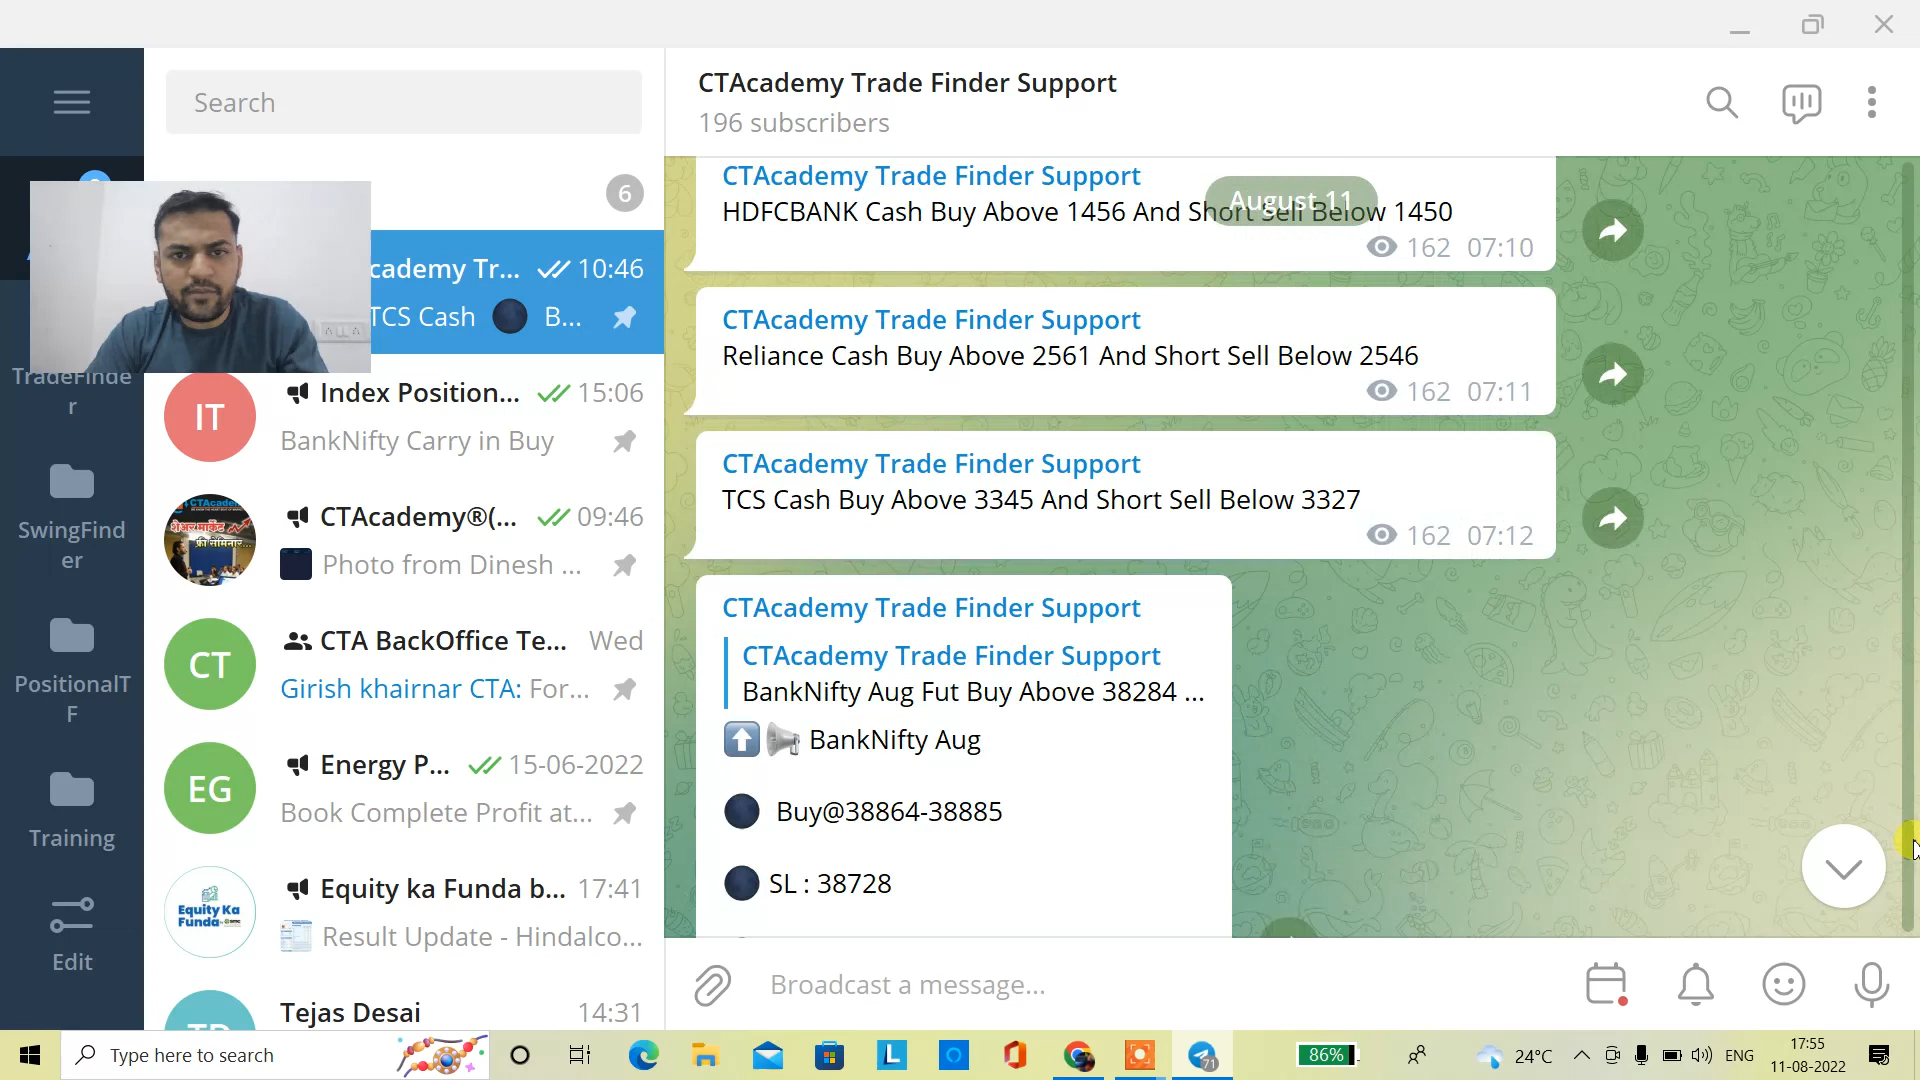 Search
6
cademy Tr... 10:46
TCS Cash B...
TradeFinde
r
Index Position... 15:06
BankNifty Carry in Buy
IT
CTAcademy®(... 09:46
Photo from Dinesh ...
SwingFind
er
CTA BackOffice Te... Wed
Girish khairnar CTA: For...
CT
PositionalT
F
Energy P... 15-06-2022
Book Complete Profit at...
EG
Training
Equity ka Funda b... 17:41
Result Update - Hindalco...
Equity Ka
Funda
Edit
Tejas Desai 14:31
CTAcademy
शेअर मार्केट
फ्री सेमिनार...
CTAcademy Trade Finder Support
196 subscribers
August 11
CTAcademy Trade Finder Support
HDFCBANK Cash Buy Above 1456 And Short Sell Below 1450
162 07:10
CTAcademy Trade Finder Support
Reliance Cash Buy Above 2561 And Short Sell Below 2546
162 07:11
CTAcademy Trade Finder Support
TCS Cash Buy Above 3345 And Short Sell Below 3327
162 07:12
CTAcademy Trade Finder Support
CTAcademy Trade Finder Support
BankNifty Aug Fut Buy Above 38284 ...
BankNifty Aug
Buy@38864-38885
SL : 38728
Broadcast a message...
Type here to search
L
71
86%
24°C
ENG
17:55
11-08-2022